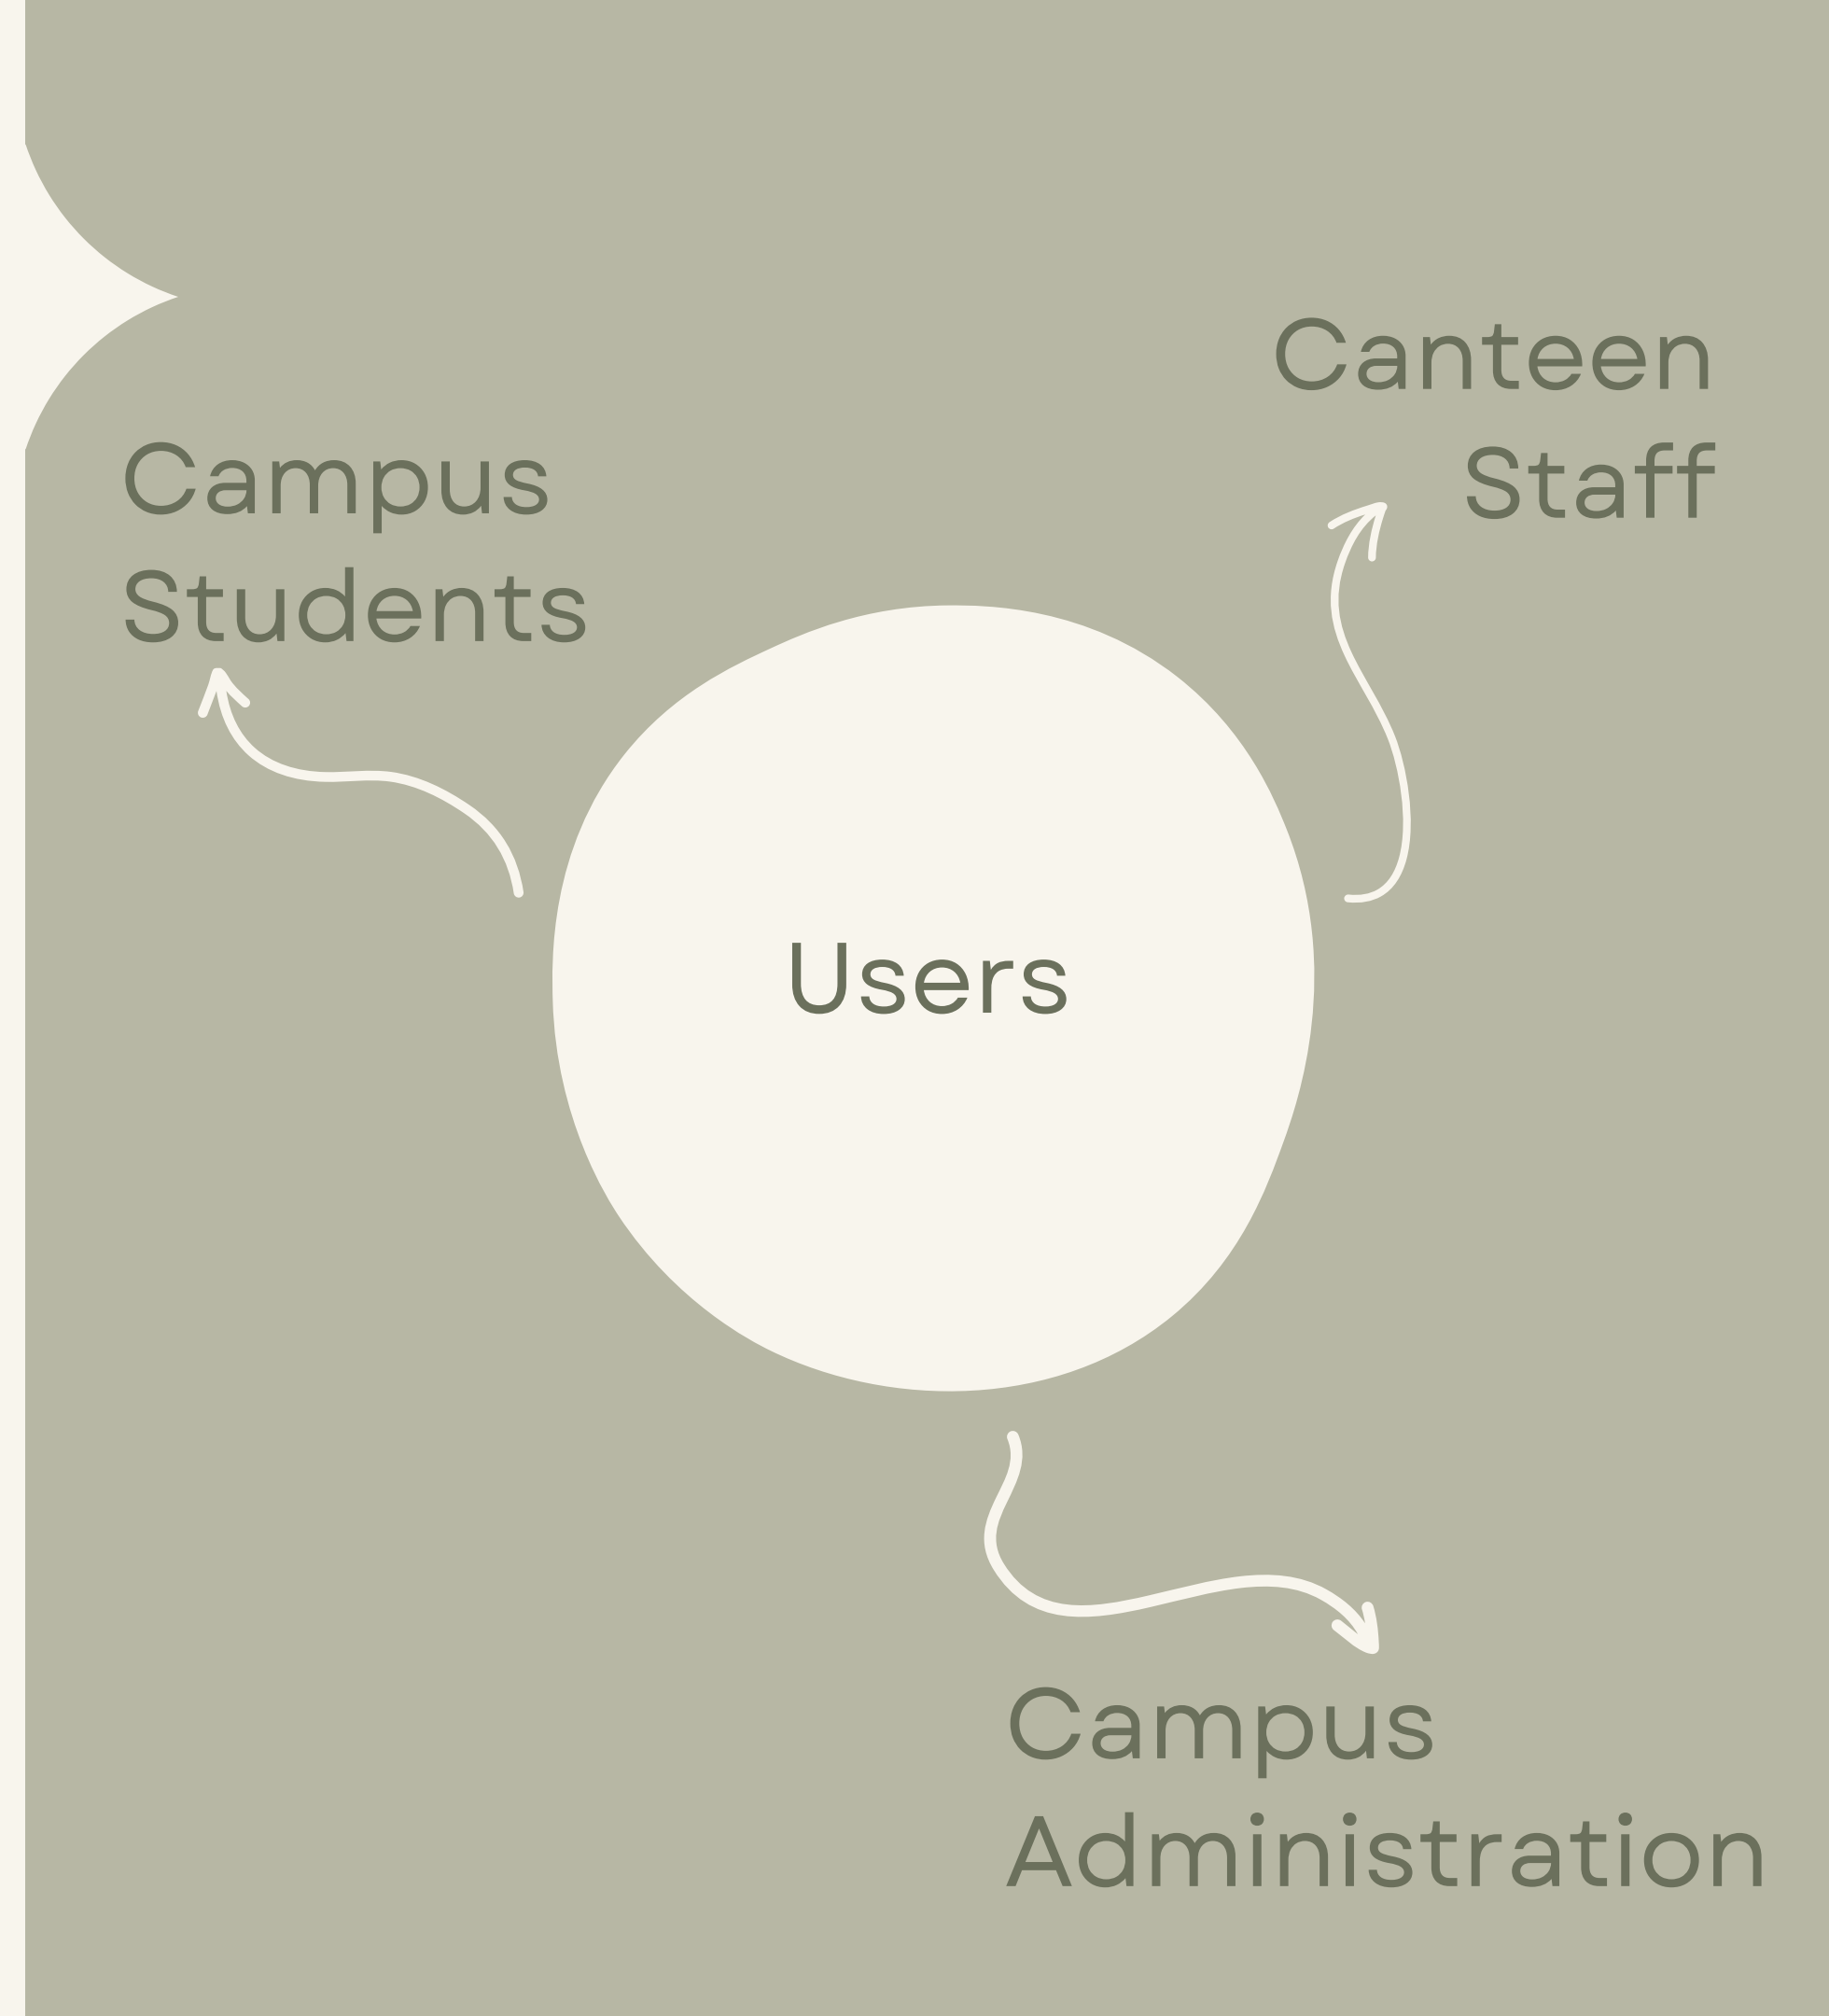 Canteen
Staff
Campus
Students
Users
Campus
Administration